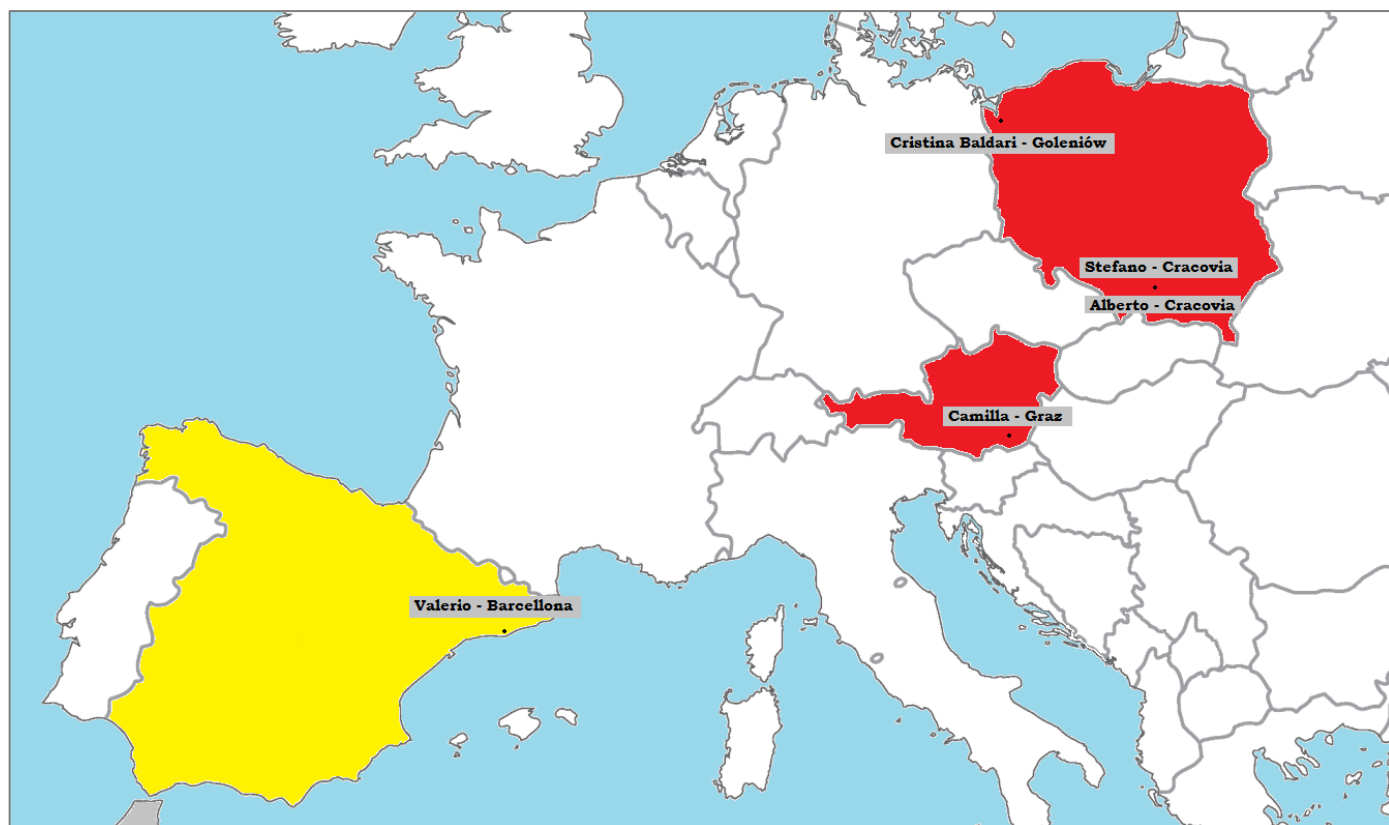 Cristina Baldari - Goleniów
Stefano - Cracovia
Alberto - Cracovia
Camilla - Graz
Valerio - Barcellona